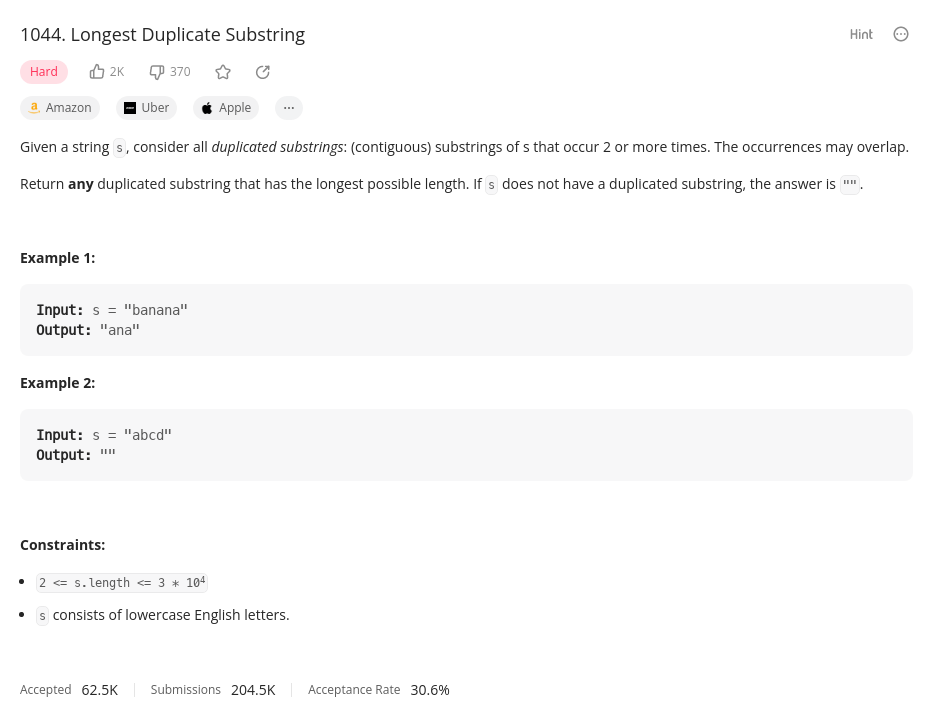 1044. Longest Duplicate Substring
Hint
Hard 2K 370
Amazon Uber Apple ...
Given a string s, consider all duplicated substrings: (contiguous) substrings of s that occur 2 or more times. The occurrences may overlap.
Return any duplicated substring that has the longest possible length. If s does not have a duplicated substring, the answer is "".
Example 1:
Input: s = "banana"
Output: "ana"
Example 2:
Input: s = "abcd"
Output: ""
Constraints:
• 2 <= s.length <= 3 * 10⁴
• s consists of lowercase English letters.
Accepted 62.5K Submissions 204.5K Acceptance Rate 30.6%